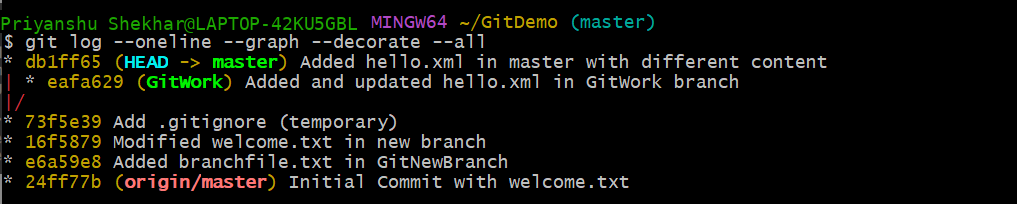 Priyanshu Shekhar@LAPTOP-42KU5GBL MINGW64 ~/GitDemo (master)
$ git log --oneline --graph --decorate --all
* db1ff65 (HEAD -> master) Added hello.xml in master with different content
| * eafa629 (GitWork) Added and updated hello.xml in GitWork branch
|/
* 73f5e39 Add .gitignore (temporary)
* 16f5879 Modified welcome.txt in new branch
* e6a59e8 Added branchfile.txt in GitNewBranch
* 24ff77b (origin/master) Initial Commit with welcome.txt